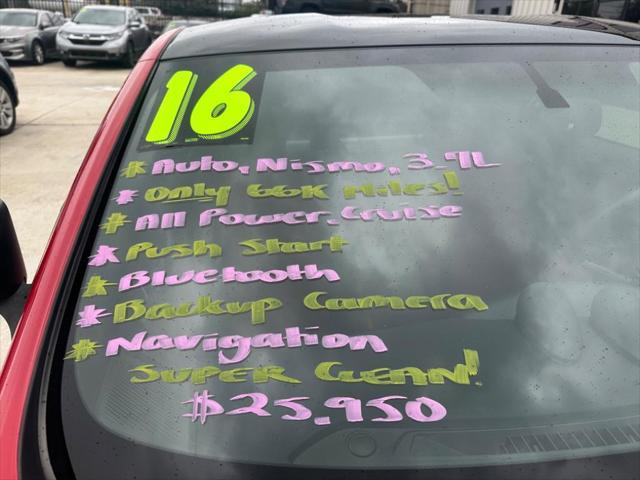 16
* Auto, Nismo, 3.7L
* Only 66K Miles!
* All Power, Cruise
* Push Start
* Bluetooth
* Backup Camera
* Navigation
Super Clean!
$25,950